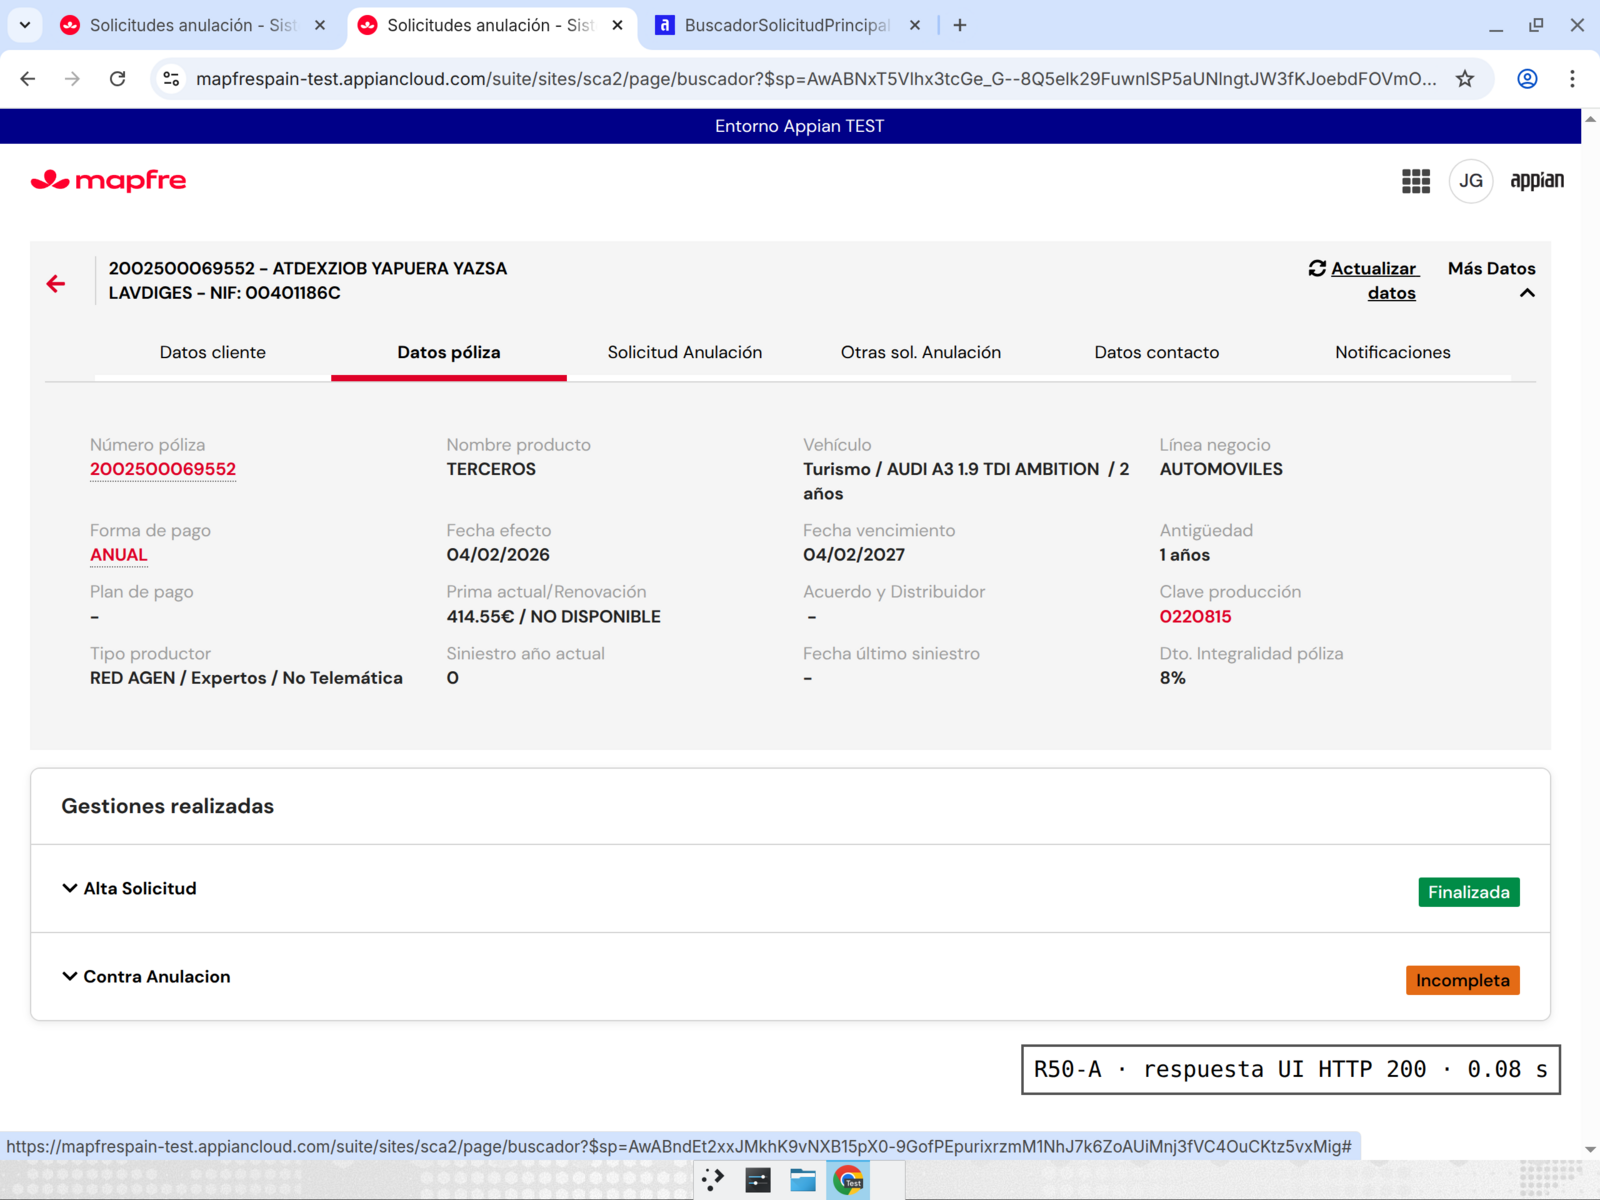 Solicitudes anulación - Sist
Solicitudes anulación - Sist
BuscadorSolicitudPrincipal
mapfrespain-test.appiancloud.com/suite/sites/sca2/page/buscador?$sp=AwABNxT5Vlhx3tcGe_G--8Q5elk29FuwnlSP5aUNlngtJW3fKJoebdFOVmO...
Entorno Appian TEST
mapfre
JG
appian
2002500069552 - ATDEXZIOB YAPUERA YAZSA
LAVDIGES - NIF: 00401186C
Actualizar
datos
Más Datos
Datos cliente
Datos póliza
Solicitud Anulación
Otras sol. Anulación
Datos contacto
Notificaciones
Número póliza
2002500069552
Nombre producto
TERCEROS
Vehículo
Turismo / AUDI A3 1.9 TDI AMBITION / 2
años
Línea negocio
AUTOMOVILES
Forma de pago
ANUAL
Fecha efecto
04/02/2026
Fecha vencimiento
04/02/2027
Antigüedad
1 años
Plan de pago
-
Prima actual/Renovación
414.55€ / NO DISPONIBLE
Acuerdo y Distribuidor
-
Clave producción
0220815
Tipo productor
RED AGEN / Expertos / No Telemática
Siniestro año actual
0
Fecha último siniestro
-
Dto. Integralidad póliza
8%
Gestiones realizadas
Alta Solicitud
Finalizada
Contra Anulacion
Incompleta
R50-A · respuesta UI HTTP 200 · 0.08 s
https://mapfrespain-test.appiancloud.com/suite/sites/sca2/page/buscador?$sp=AwABndEt2xxJMkhK9vNXB15pX0-9GofPEpurixrzmM1NhJ7k6ZoAUiMnj3fVC4OuCKtz5vxMig#
Test